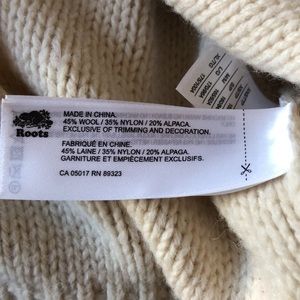 Roots
MADE IN CHINA.
45% WOOL / 35% NYLON / 20% ALPACA.
EXCLUSIVE OF TRIMMING AND DECORATION.
FABRIQUÉ EN CHINE.
45% LAINE / 35% NYLON / 20% ALPAGA.
GARNITURE ET EMPIÈCEMENT EXCLUSIFS.
CA 05017 RN 89323